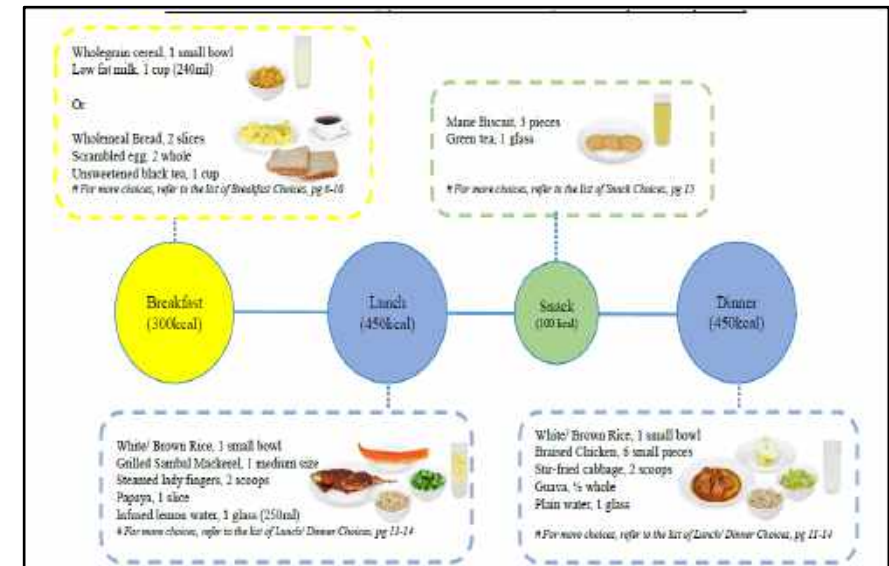 Wholegrain cereal, 1 small bowl
Low fat milk, 1 cup (240ml)
Or
Wholemeal Bread, 2 slices
Scrambled egg, 2 whole
Unsweetened black tea, 1 cup
# For more choices, refer to the list of Breakfast Choices, pg 8-10
Marie Biscuit, 3 pieces
Green tea, 1 glass
# For more choices, refer to the list of Snack Choices, pg 15
Breakfast
(300kcal)
Lunch
(450kcal)
Snack
(100 kcal)
Dinner
(450kcal)
White/ Brown Rice, 1 small bowl
Grilled Sambal Mackerel, 1 medium size
Steamed lady fingers, 2 scoops
Papaya, 1 slice
Infused lemon water, 1 glass (250ml)
# For more choices, refer to the list of Lunch/ Dinner Choices, pg 11-14
White/ Brown Rice, 1 small bowl
Braised Chicken, 6 small pieces
Stir-fried cabbage, 2 scoops
Guava, ½ whole
Plain water, 1 glass
# For more choices, refer to the list of Lunch/ Dinner Choices, pg 11-14